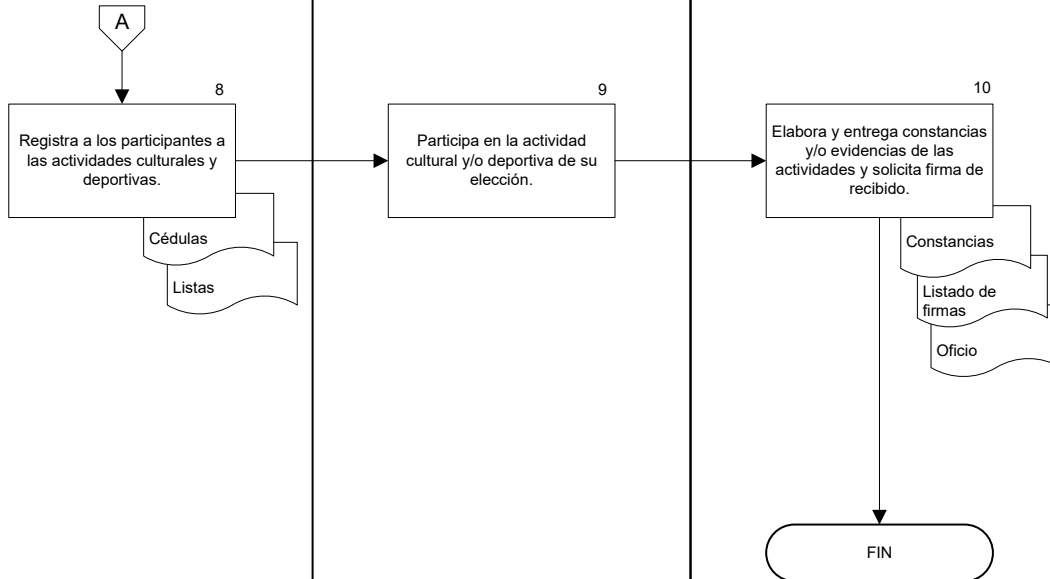 A
8
Registra a los participantes a
las actividades culturales y
deportivas.
Cédulas
Listas
9
Participa en la actividad
cultural y/o deportiva de su
elección.
10
Elabora y entrega constancias
y/o evidencias de las
actividades y solicita firma de
recibido.
Constancias
Listado de
firmas
Oficio
FIN